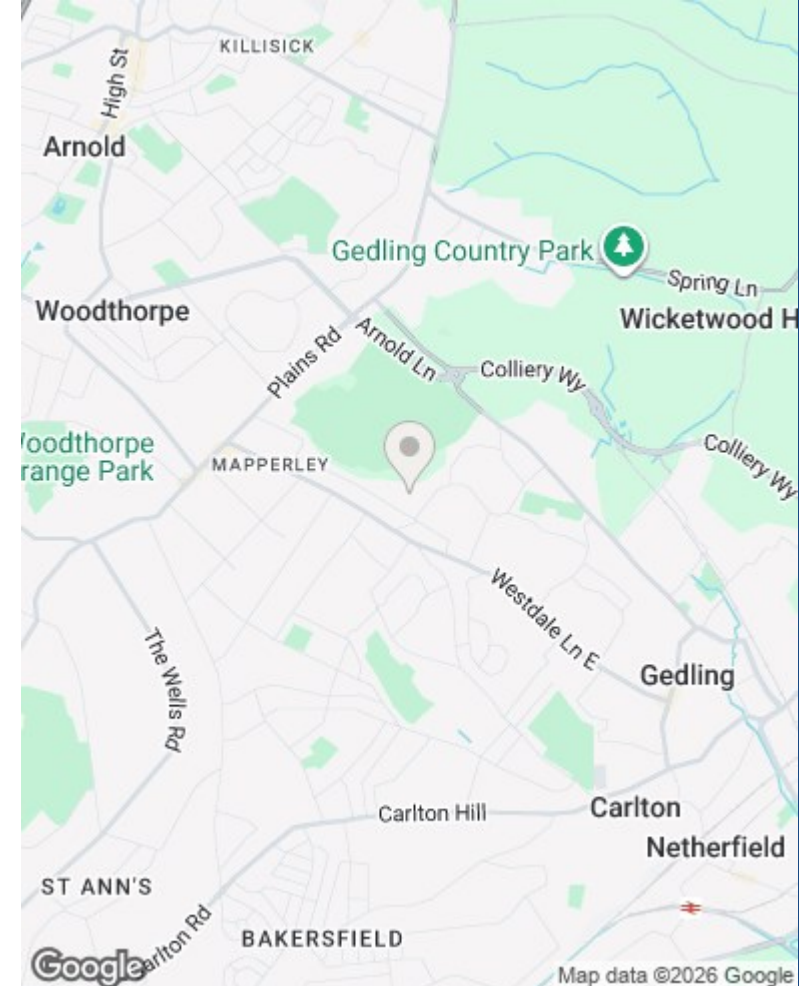 KILLISICK
High St
Arnold
Gedling Country Park
Spring Ln
Woodthorpe
Wicketwood H
Plains Rd
Arnold Ln
Colliery Wy
oodthorpe
range Park
MAPPERLEY
Colliery Wy
Westdale Ln E
The Wells Rd
Gedling
Carlton Hill
Carlton
Netherfield
ST ANN'S
arlton Rd
BAKERSFIELD
Google
Map data ©2026 Google